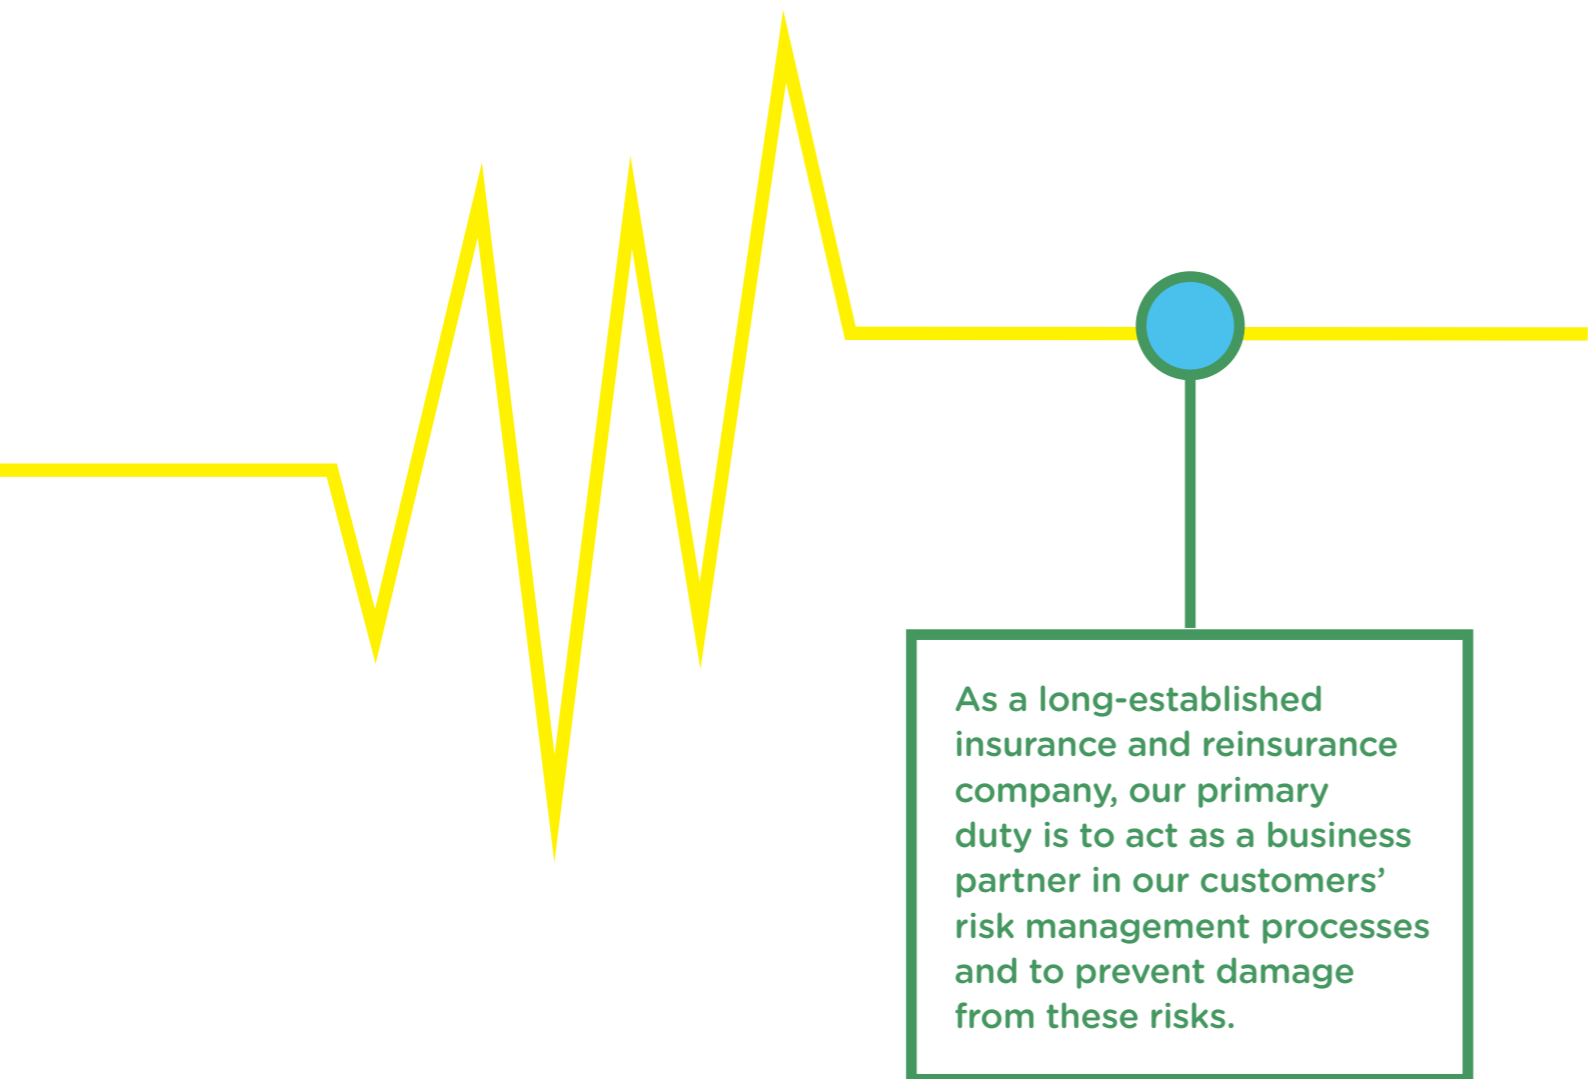 As a long-established
insurance and reinsurance
company, our primary
duty is to act as a business
partner in our customers’
risk management processes
and to prevent damage
from these risks.